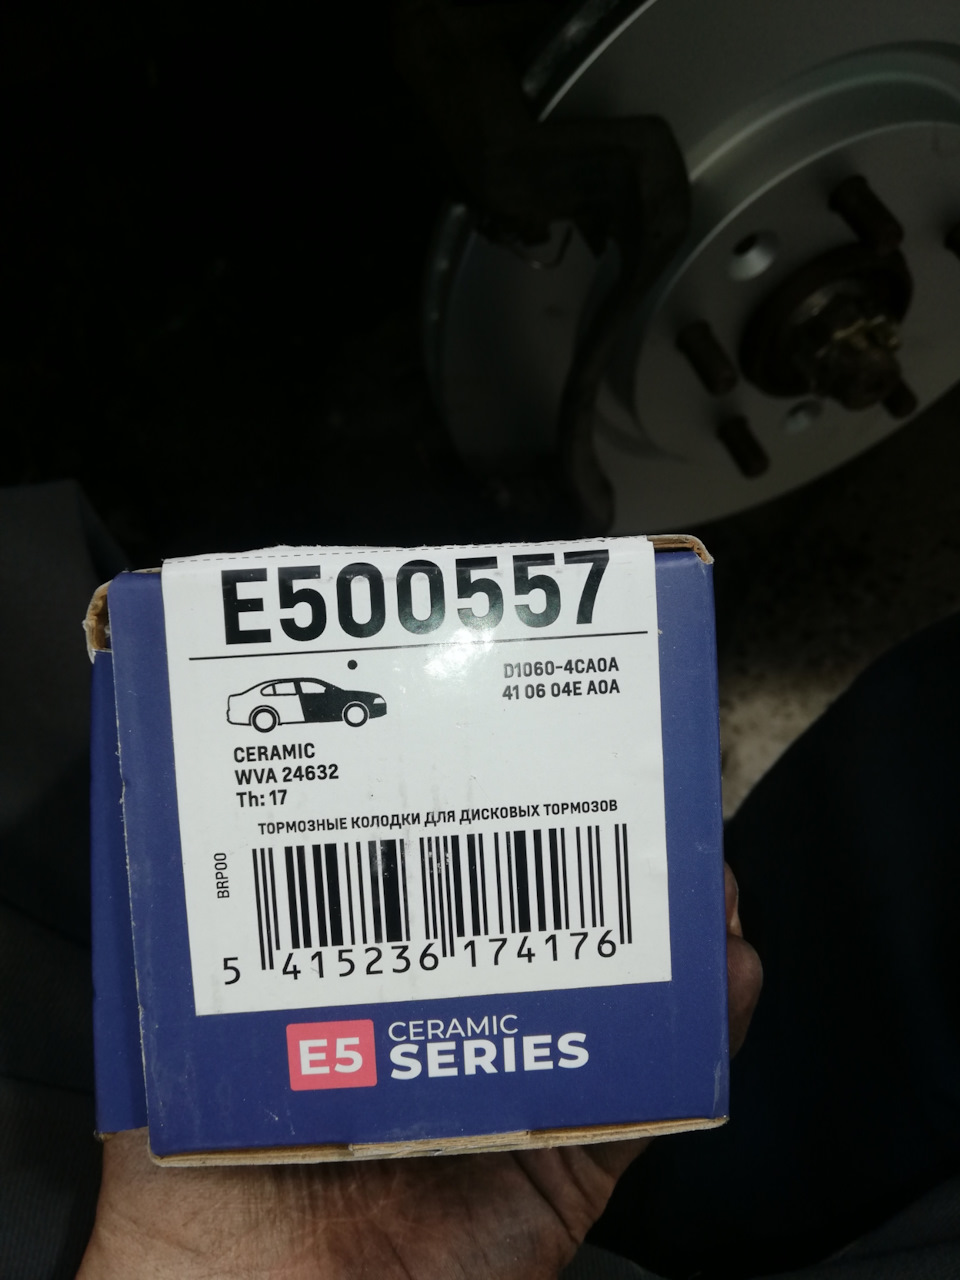 E500557
D1060-4CA0A
41 06 04E A0A
CERAMIC
WVA 24632
Th: 17
ТОРМОЗНЫЕ КОЛОДКИ ДЛЯ ДИСКОВЫХ ТОРМОЗОВ
BRP00
5 415236 174176
E5 CERAMIC
SERIES